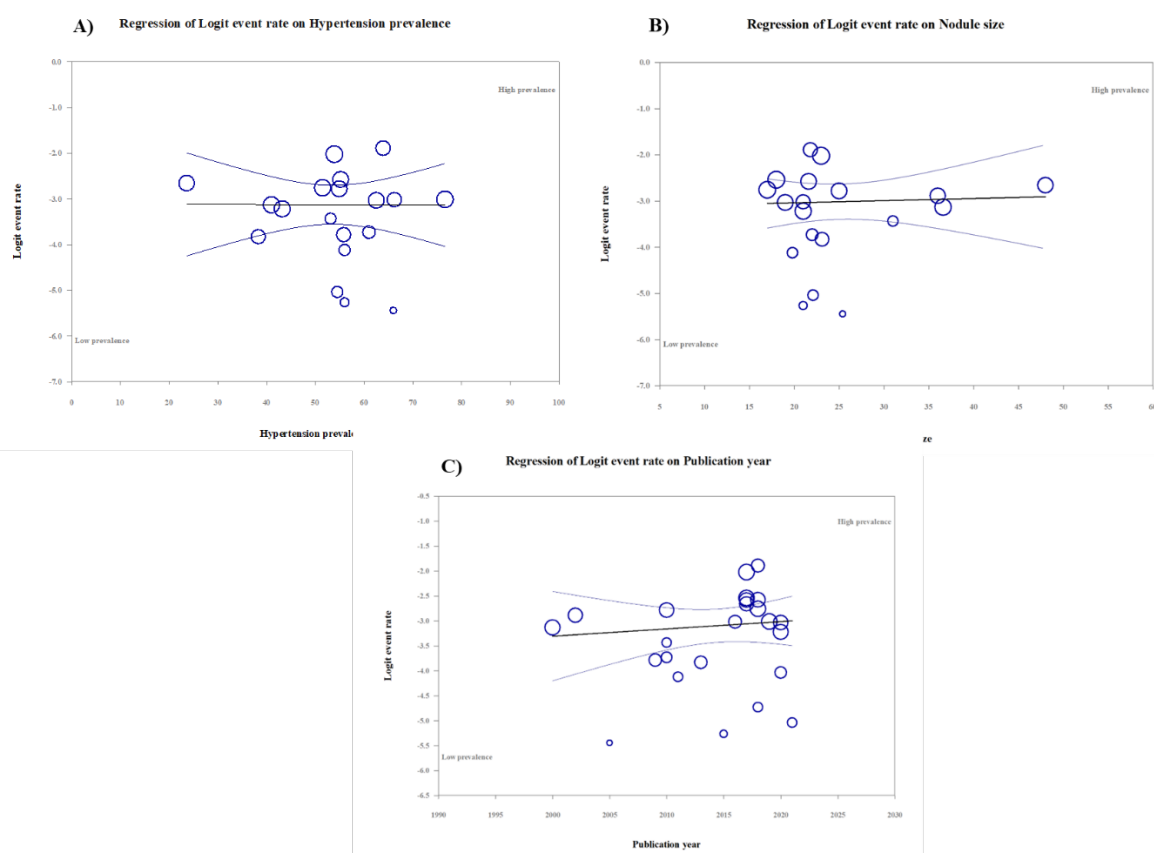 A) Regression of Logit event rate on Hypertension prevalence
0.0
-1.0
-2.0
-3.0
-4.0
-5.0
-6.0
-7.0
Logit event rate
High prevalence
Low prevalence
0 10 20 30 40 50 60 70 80 90 100
Hypertension prevale
B) Regression of Logit event rate on Nodule size
0.0
-1.0
-2.0
-3.0
-4.0
-5.0
-6.0
-7.0
Logit event rate
High prevalence
Low prevalence
5 10 15 20 25 30 35 40 45 50 55 60
ze
C) Regression of Logit event rate on Publication year
-0.5
-1.0
-1.5
-2.0
-2.5
-3.0
-3.5
-4.0
-4.5
-5.0
-5.5
-6.0
-6.5
Logit event rate
High prevalence
Low prevalence
1990 1995 2000 2005 2010 2015 2020 2025 2030
Publication year